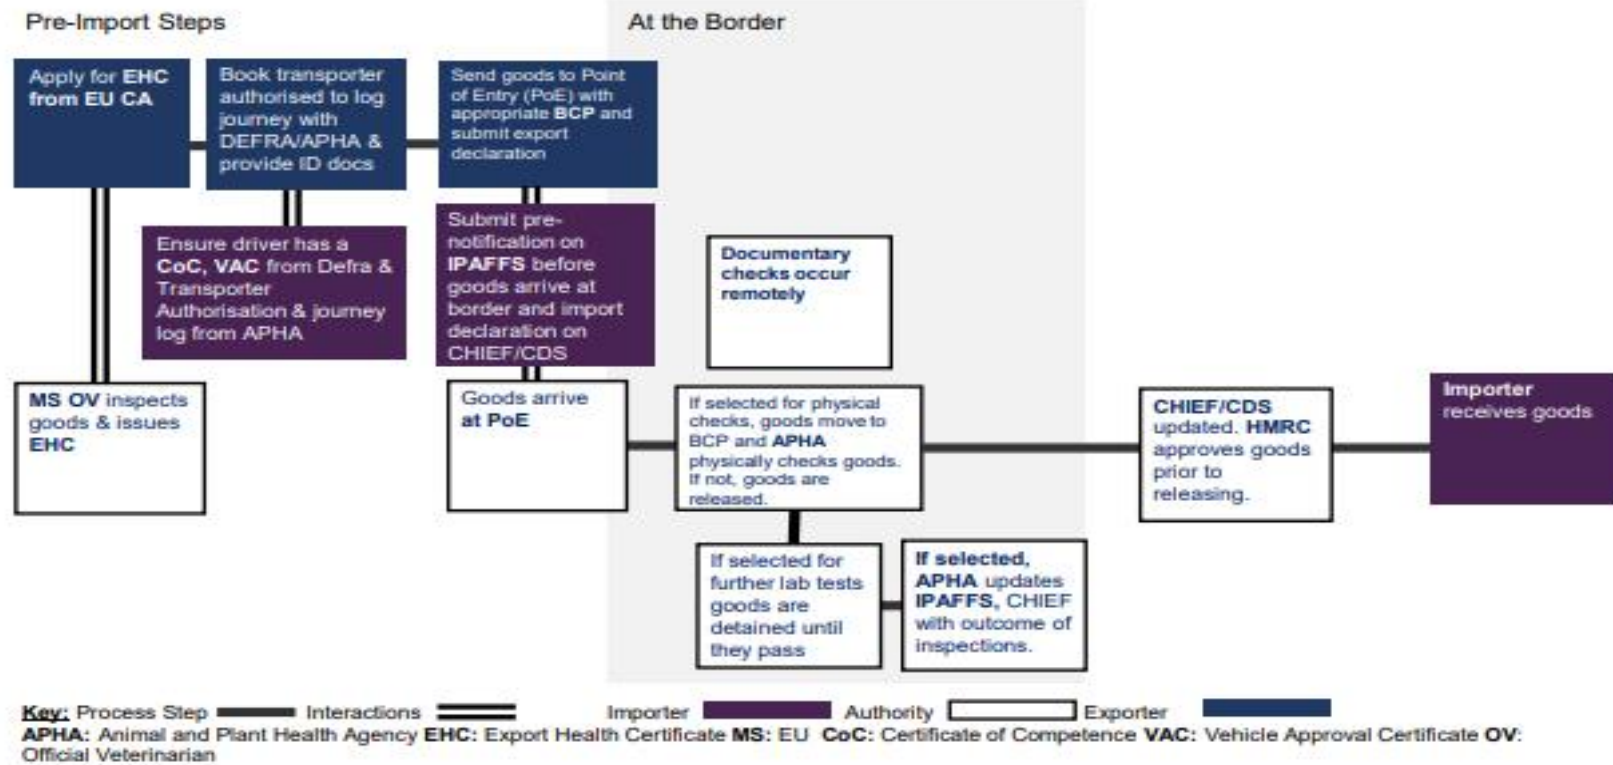 Pre-Import Steps
At the Border
Apply for EHC
from EU CA
Book transporter
authorised to log
journey with
DEFRA/APHA &
provide ID docs
Send goods to Point
of Entry (PoE) with
appropriate BCP and
submit export
declaration
Ensure driver has a
CoC, VAC from Defra &
Transporter
Authorisation & journey
log from APHA
Submit pre-
notification on
IPAFFS before
goods arrive at
border and import
declaration on
CHIEF/CDS
Documentary
checks occur
remotely
MS OV inspects
goods & issues
EHC
Goods arrive
at PoE
If selected for physical
checks, goods move to
BCP and APHA
physically checks goods.
If not, goods are
released.
CHIEF/CDS
updated. HMRC
approves goods
prior to
releasing.
Importer
receives goods
If selected for
further lab tests
goods are
detained until
they pass
If selected,
APHA updates
IPAFFS, CHIEF
with outcome of
inspections.
Key: Process Step Interactions Importer Authority Exporter
APHA: Animal and Plant Health Agency EHC: Export Health Certificate MS: EU CoC: Certificate of Competence VAC: Vehicle Approval Certificate OV:
Official Veterinarian